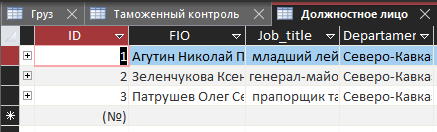 Груз Таможенный контроль Должностное лицо
ID FIO Job_title Departamen
1 Агутин Николай П младший лей Северо-Кавка
2 Зеленчукова Ксен генерал-майо Северо-Кавка
3 Патрушев Олег Се прапорщик та Северо-Кавка
(№)